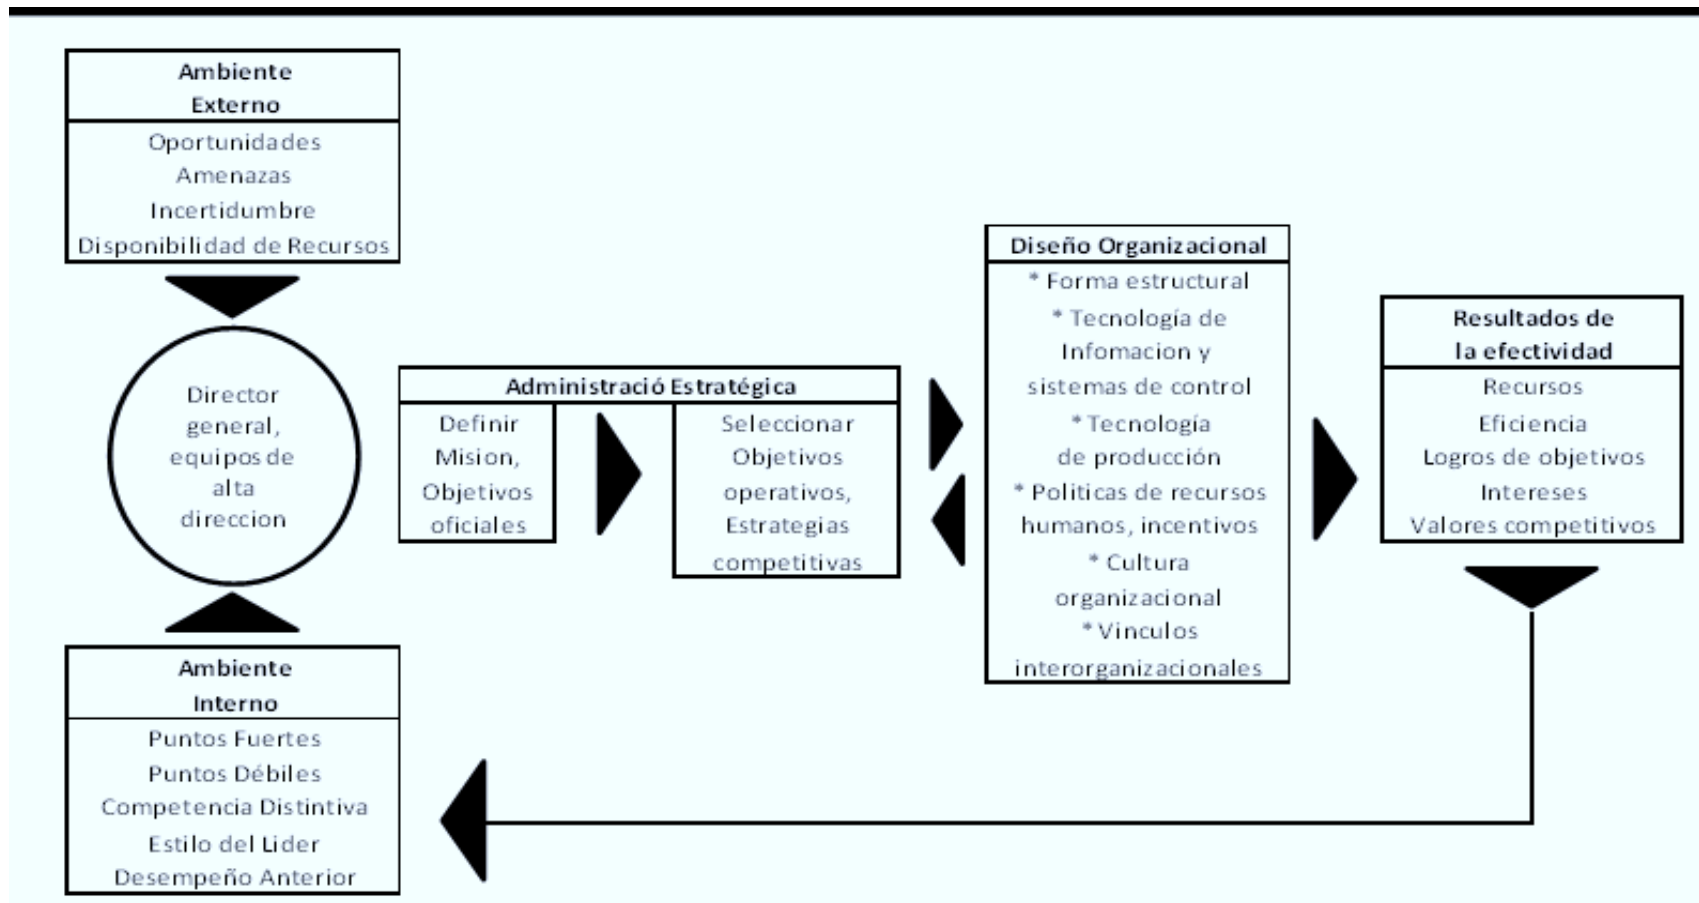 Ambiente
Externo
Oportunidades
Amenazas
Incertidumbre
Disponibilidad de Recursos
Director
general,
equipos de
alta
direccion
Ambiente
Interno
Puntos Fuertes
Puntos Débiles
Competencia Distintiva
Estilo del Lider
Desempeño Anterior
Administració Estratégica
Definir
Mision,
Objetivos
oficiales
Seleccionar
Objetivos
operativos,
Estrategias
competitivas
Diseño Organizacional
* Forma estructural
* Tecnología de
Infomacion y
sistemas de control
* Tecnología
de producción
* Politicas de recursos
humanos, incentivos
* Cultura
organizacional
* Vinculos
interorganizacionales
Resultados de
la efectividad
Recursos
Eficiencia
Logros de objetivos
Intereses
Valores competitivos